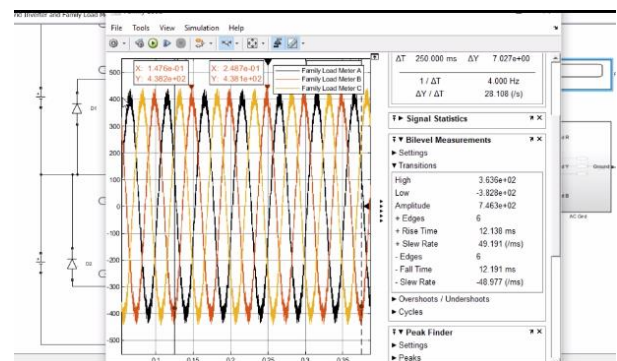 ric Inverter and Family Load M
File Tools View Simulation Help
X: 1.476e-01
Y: 4.382e+02
X: 2.487e-01
Y: 4.381e+02
Family Load Meter A
Family Load Meter B
Family Load Meter C
500
400
300
200
100
0
-100
-200
-300
-400
-500
0.1 0.15 0.2 0.25 0.3 0.35
ΔT 250.000 ms ΔY 7.027e+00
1 / ΔT 4.000 Hz
ΔY / ΔT 28.108 (/s)
Signal Statistics
Bilevel Measurements
Settings
Transitions
High 3.636e+02
Low -3.828e+02
Amplitude 7.463e+02
+ Edges 6
+ Rise Time 12.138 ms
+ Slew Rate 49.191 (/ms)
- Edges 6
- Fall Time 12.191 ms
- Slew Rate -48.977 (/ms)
Overshoots / Undershoots
Cycles
Peak Finder
Settings
Peaks
D1
D2
d R
d Y
d B
Ground
AC Grid